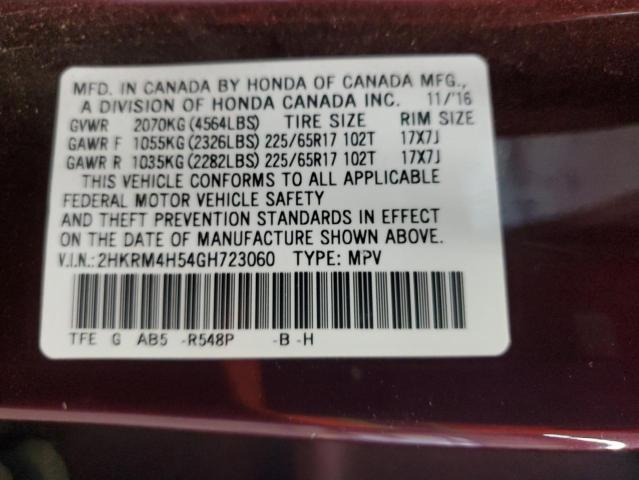 MFD. IN CANADA BY HONDA OF CANADA MFG.,
A DIVISION OF HONDA CANADA INC. 11/'16
GVWR 2070KG (4564LBS) TIRE SIZE RIM SIZE
GAWR F 1055KG (2326LBS) 225/65R17 102T 17X7J
GAWR R 1035KG (2282LBS) 225/65R17 102T 17X7J
THIS VEHICLE CONFORMS TO ALL APPLICABLE
FEDERAL MOTOR VEHICLE SAFETY
AND THEFT PREVENTION STANDARDS IN EFFECT
ON THE DATE OF MANUFACTURE SHOWN ABOVE.
V.I.N.:2HKRM4H54GH723060 TYPE: MPV
TFE G AB5 -R548P -B -H